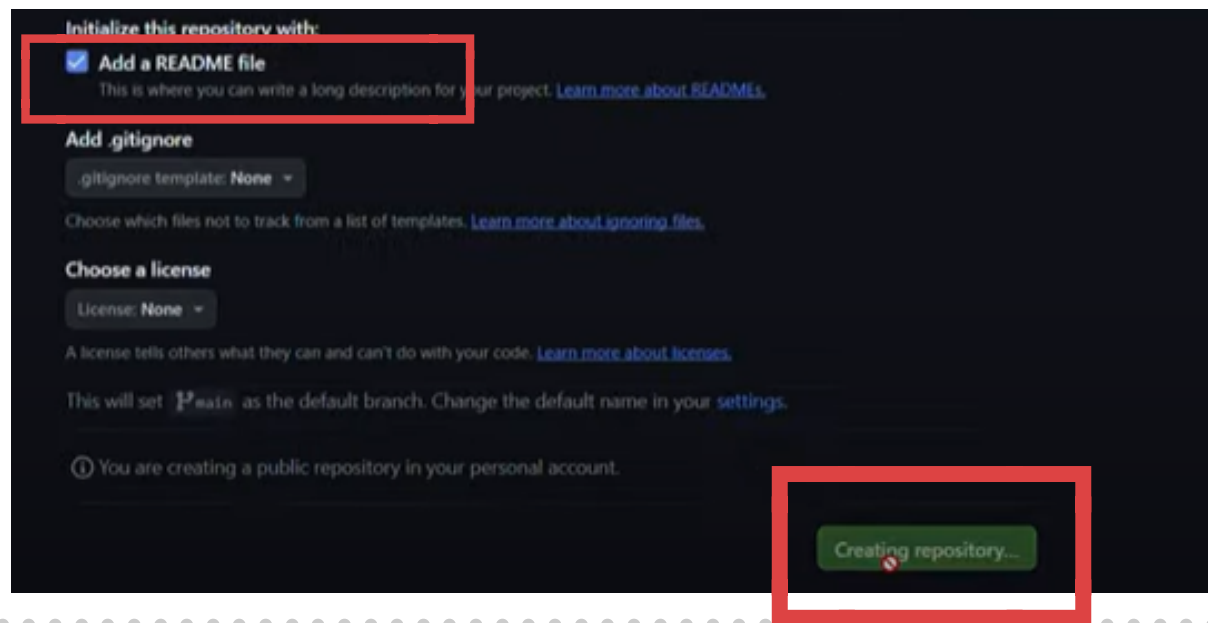 Initialize this repository with:
Add a README file
This is where you can write a long description for your project. Learn more about READMEs.
Add .gitignore
.gitignore template: None
Choose which files not to track from a list of templates. Learn more about ignoring files.
Choose a license
License: None
A license tells others what they can and can't do with your code. Learn more about licenses.
This will set main as the default branch. Change the default name in your settings.
You are creating a public repository in your personal account.
Creating repository...